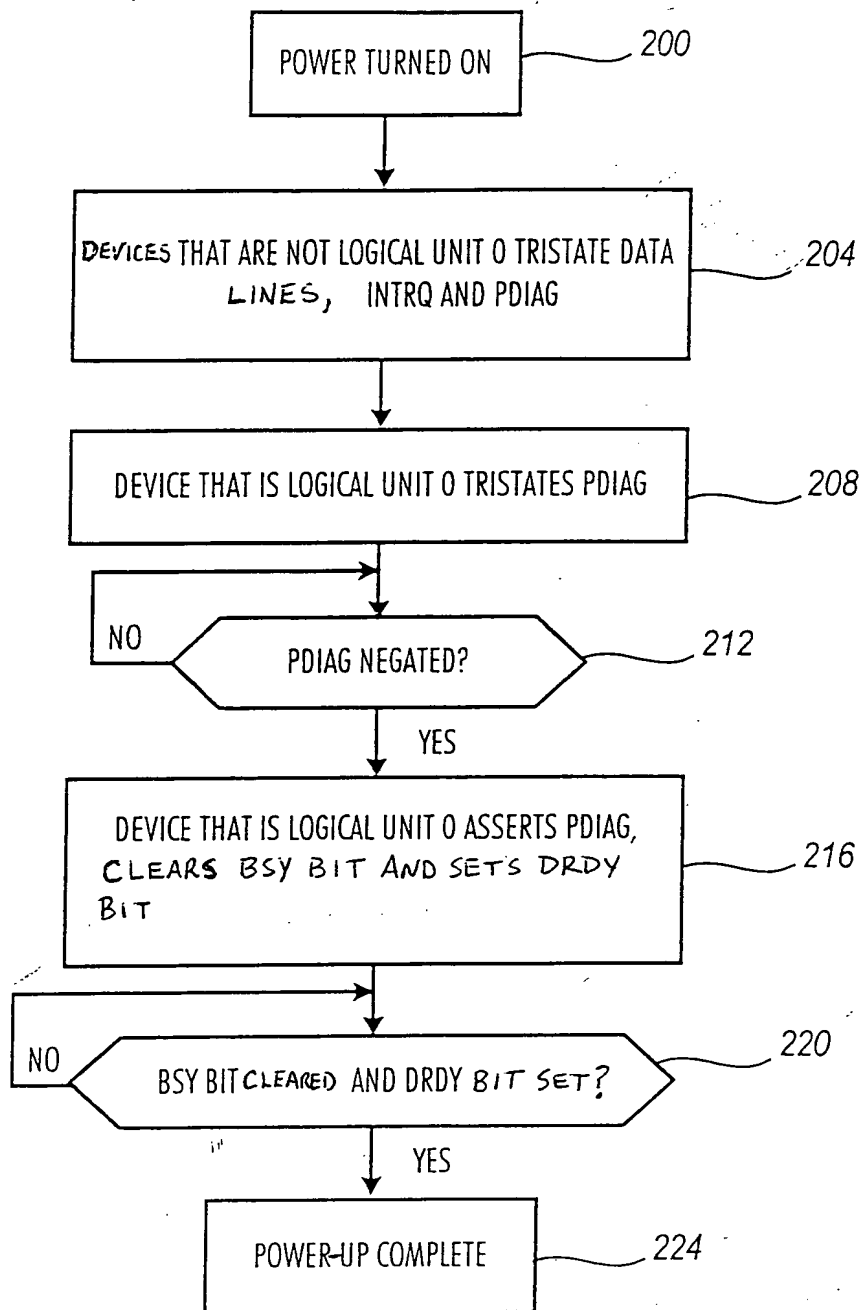 POWER TURNED ON
200
DEVICES THAT ARE NOT LOGICAL UNIT 0 TRISTATE DATA
LINES, INTRQ AND PDIAG
204
DEVICE THAT IS LOGICAL UNIT 0 TRISTATES PDIAG
208
NO
PDIAG NEGATED?
212
YES
DEVICE THAT IS LOGICAL UNIT 0 ASSERTS PDIAG,
CLEARS BSY BIT AND SETS DRDY
BIT
216
NO
BSY BIT CLEARED AND DRDY BIT SET?
220
YES
POWER-UP COMPLETE
224